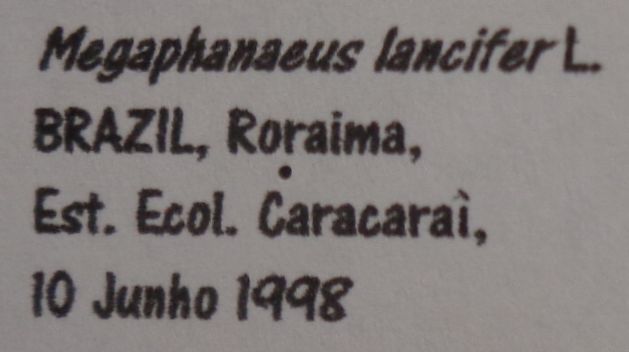 Megaphanaeus lancifer L.
BRAZIL, Roraima,
Est. Ecol. Caracaraì,
10 Junho 1998